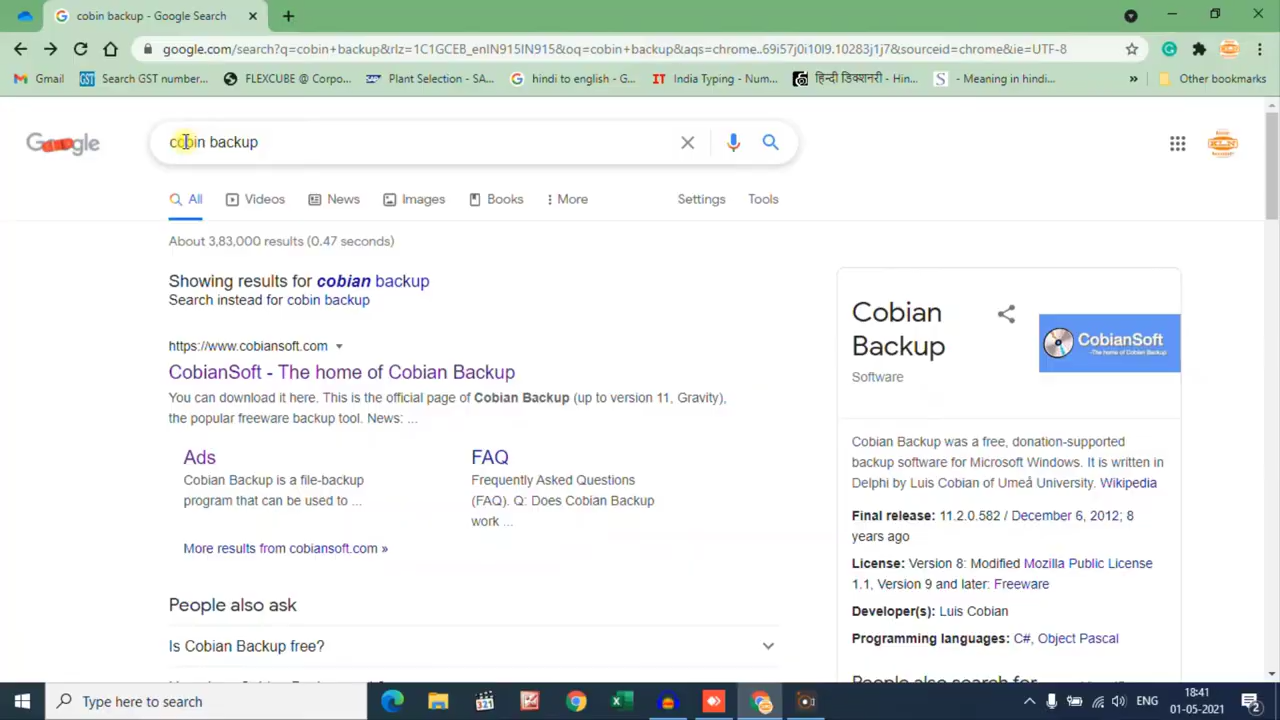 cobin backup - Google Search
google.com/search?q=cobin+backup&rlz=1C1GCEB_enIN915IN915&oq=cobin+backup&aqs=chrome..69i57j0i10l9.10283j1j7&sourceid=chrome&ie=UTF-8
Gmail
Search GST number...
FLEXCUBE @ Corpo...
Plant Selection - SA...
hindi to english - G...
India Typing - Num...
हिन्दी डिक्शनरी - Hin...
- Meaning in hindi...
Other bookmarks
Google
cobin backup
All
Videos
News
Images
Books
More
Settings
Tools
About 3,83,000 results (0.47 seconds)
Showing results for cobian backup
Search instead for cobin backup
https://www.cobiansoft.com
CobianSoft - The home of Cobian Backup
You can download it here. This is the official page of Cobian Backup (up to version 11, Gravity),
the popular freeware backup tool. News: ...
Ads
Cobian Backup is a file-backup
program that can be used to ...
FAQ
Frequently Asked Questions
(FAQ). Q: Does Cobian Backup
work ...
More results from cobiansoft.com »
People also ask
Is Cobian Backup free?
Cobian
Backup
Software
CobianSoft
-The home of Cobian Backup
Cobian Backup was a free, donation-supported
backup software for Microsoft Windows. It is written in
Delphi by Luis Cobian of Umeå University. Wikipedia
Final release: 11.2.0.582 / December 6, 2012; 8
years ago
License: Version 8: Modified Mozilla Public License
1.1, Version 9 and later: Freeware
Developer(s): Luis Cobian
Programming languages: C#, Object Pascal
People also search for
Type here to search
ENG
18:41
01-05-2021
2